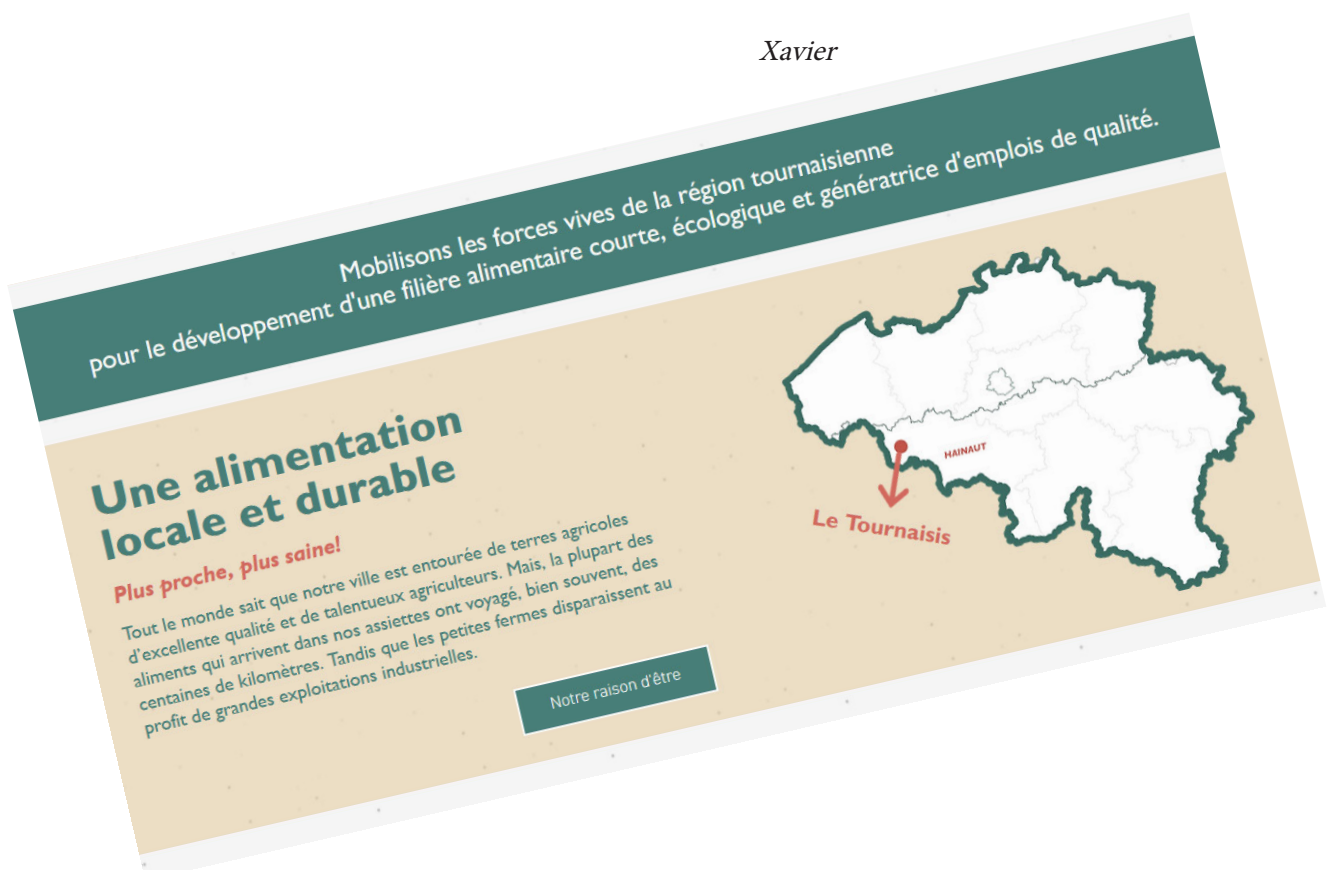 Xavier
Mobilisons les forces vives de la région tournaisienne
pour le développement d'une filière alimentaire courte, écologique et génératrice d'emplois de qualité.
Une alimentation
locale et durable
Plus proche, plus saine!
Tout le monde sait que notre ville est entourée de terres agricoles
d'excellente qualité et de talentueux agriculteurs. Mais, la plupart des
aliments qui arrivent dans nos assiettes ont voyagé, bien souvent, des
centaines de kilomètres. Tandis que les petites fermes disparaissent au
profit de grandes exploitations industrielles.
Notre raison d'être
HAINAUT
Le Tournaisis